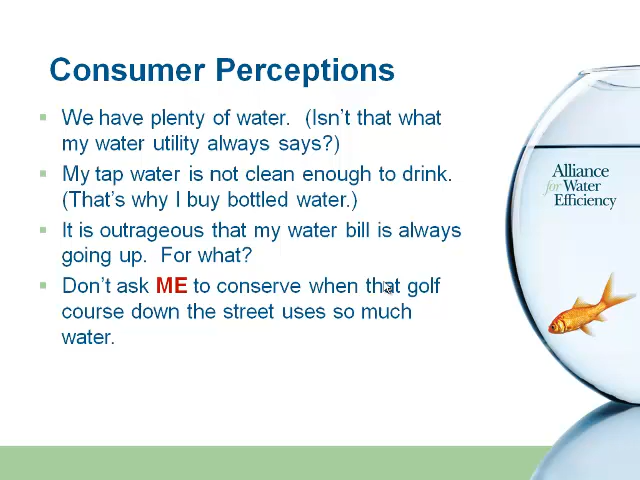 Consumer Perceptions
We have plenty of water. (Isn't that what
my water utility always says?)
My tap water is not clean enough to drink.
(That's why I buy bottled water.)
It is outrageous that my water bill is always
going up. For what?
Don't ask ME to conserve when that golf
course down the street uses so much
water.
Alliance
for Water
Efficiency